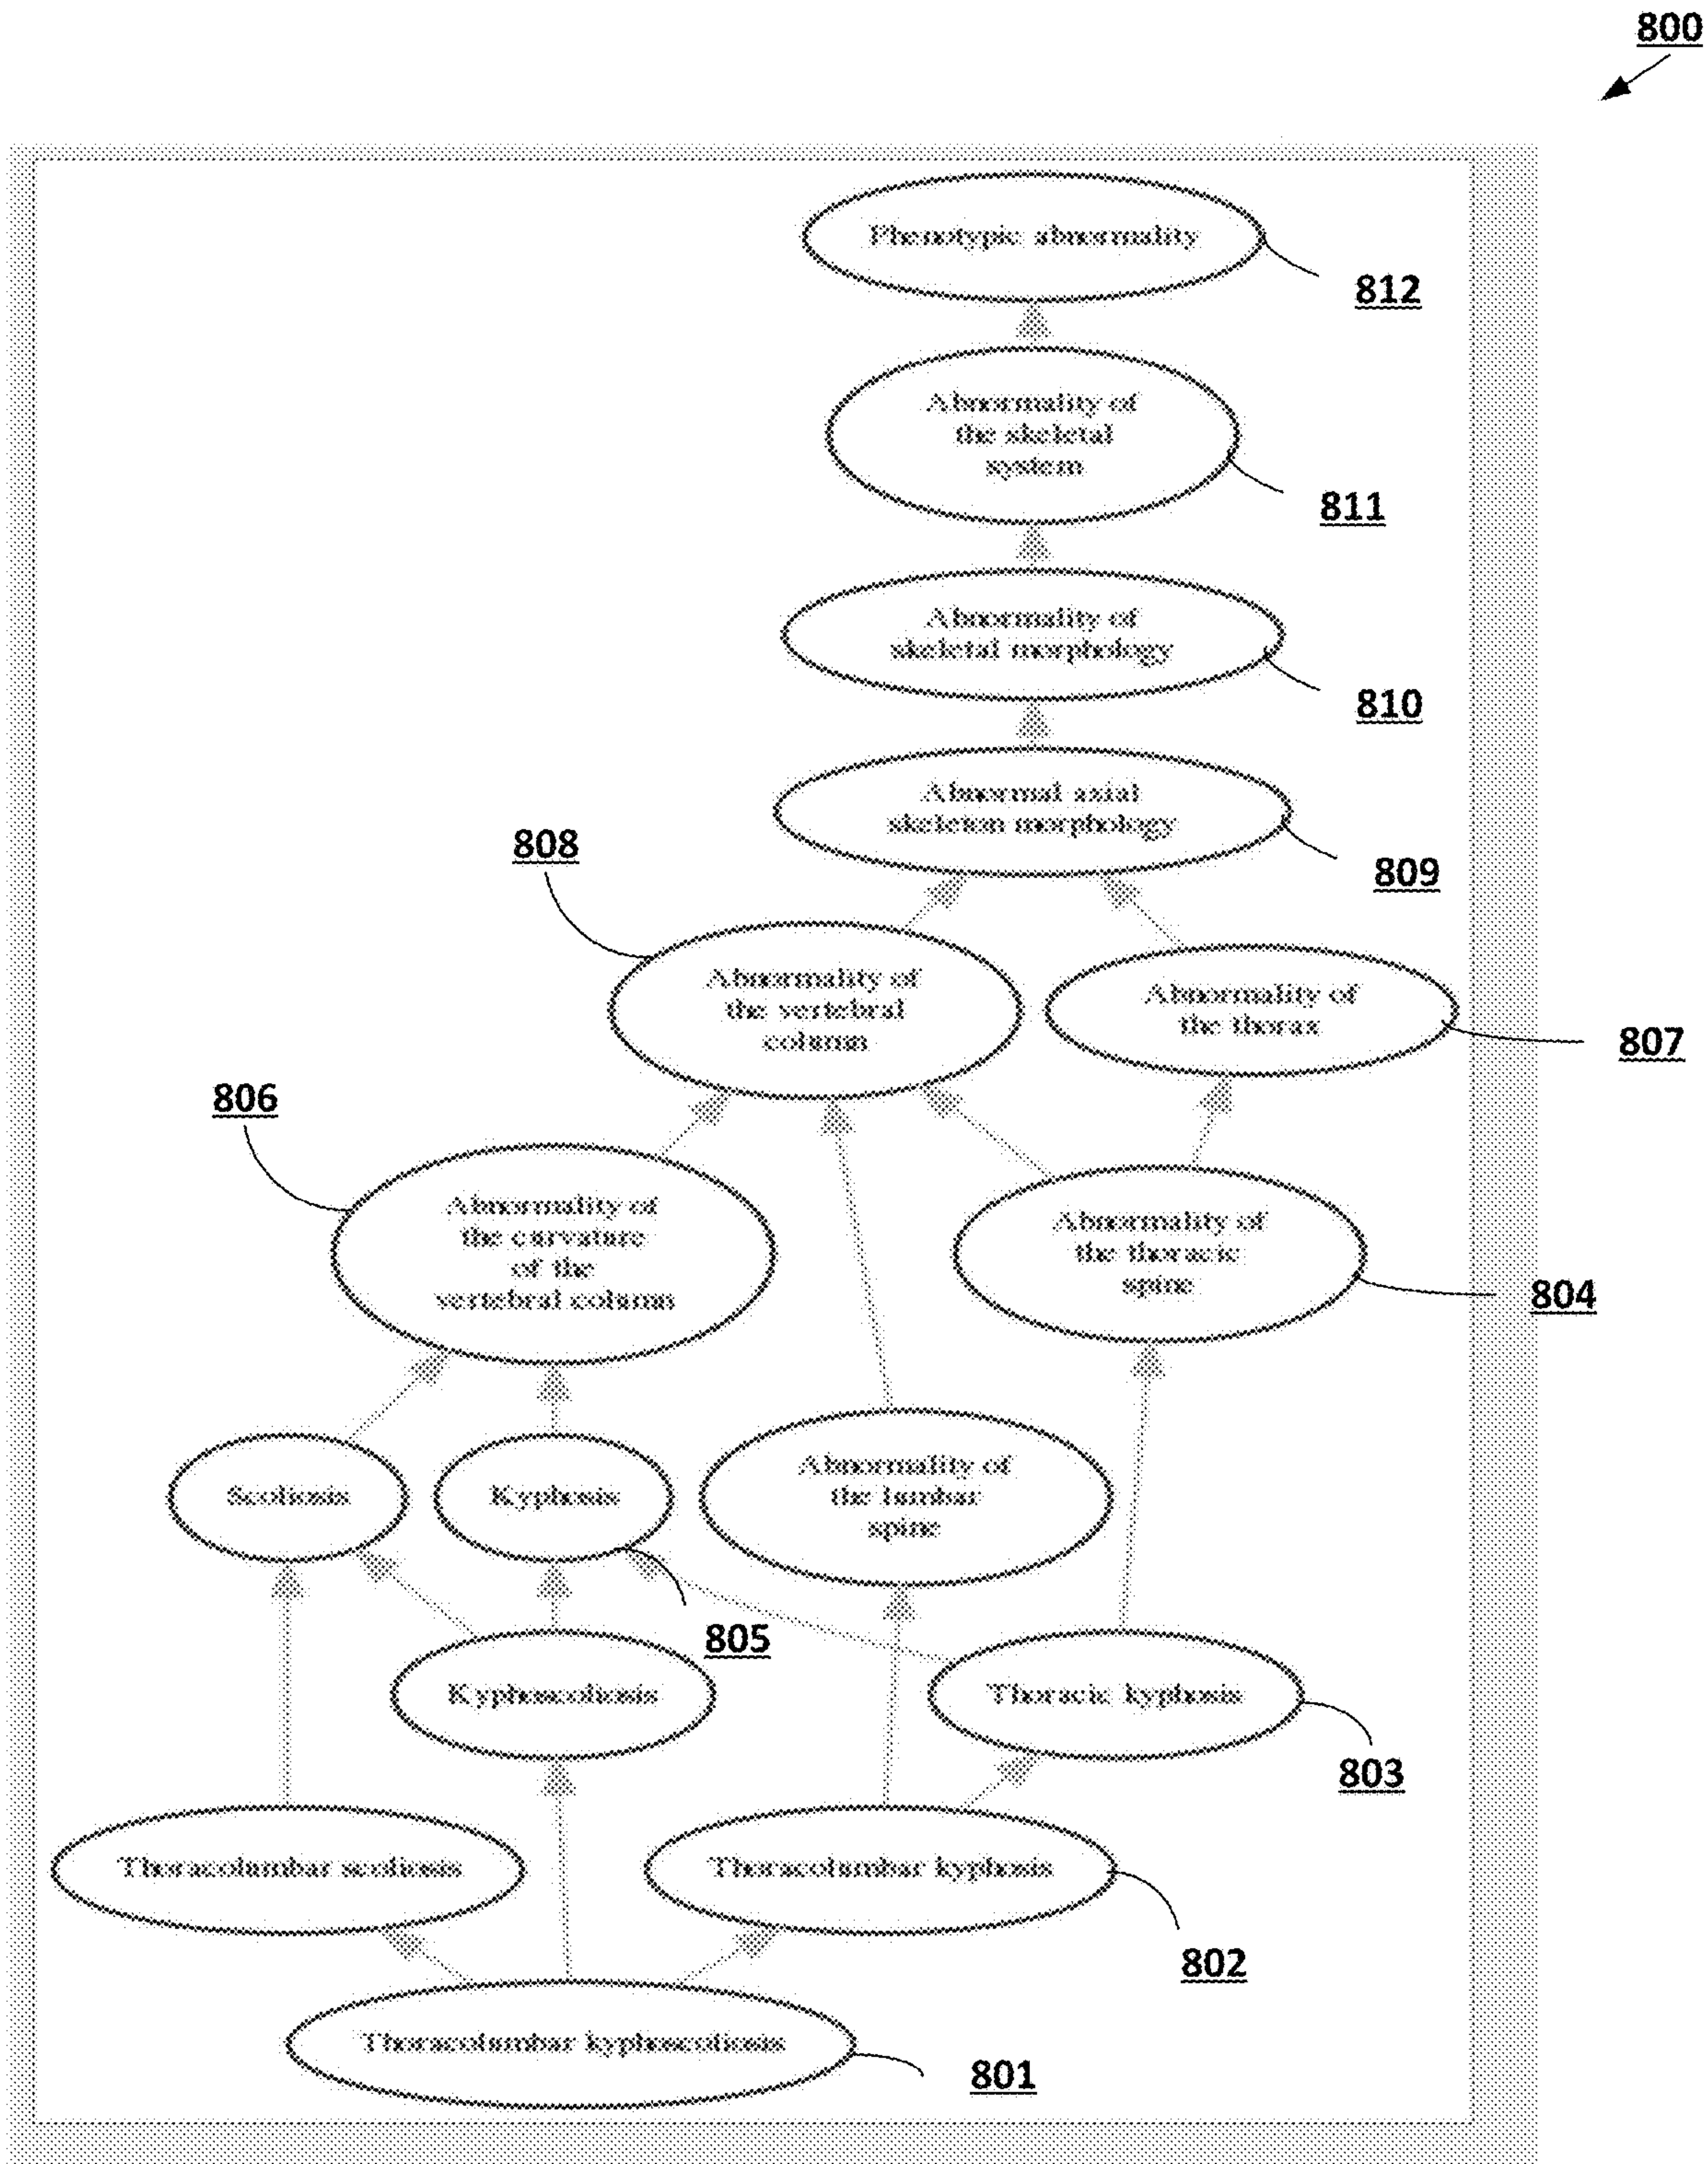 800
Phenotypic abnormality
812
Abnormality of
the skeletal
system
811
Abnormality of
skeletal morphology
810
Abnormal axial
skeleton morphology
809
808
Abnormality of
the vertebral
column
Abnormality of
the thorax
807
806
Abnormality of
the curvature
of the
vertebral column
Abnormality of
the thoracic
spine
804
Scoliosis
Kyphosis
805
Abnormality of
the lumbar
spine
Kyphoscoliosis
Thoracic kyphosis
803
Thoracolumbar scoliosis
Thoracolumbar kyphosis
802
Thoracolumbar kyphoscoliosis
801